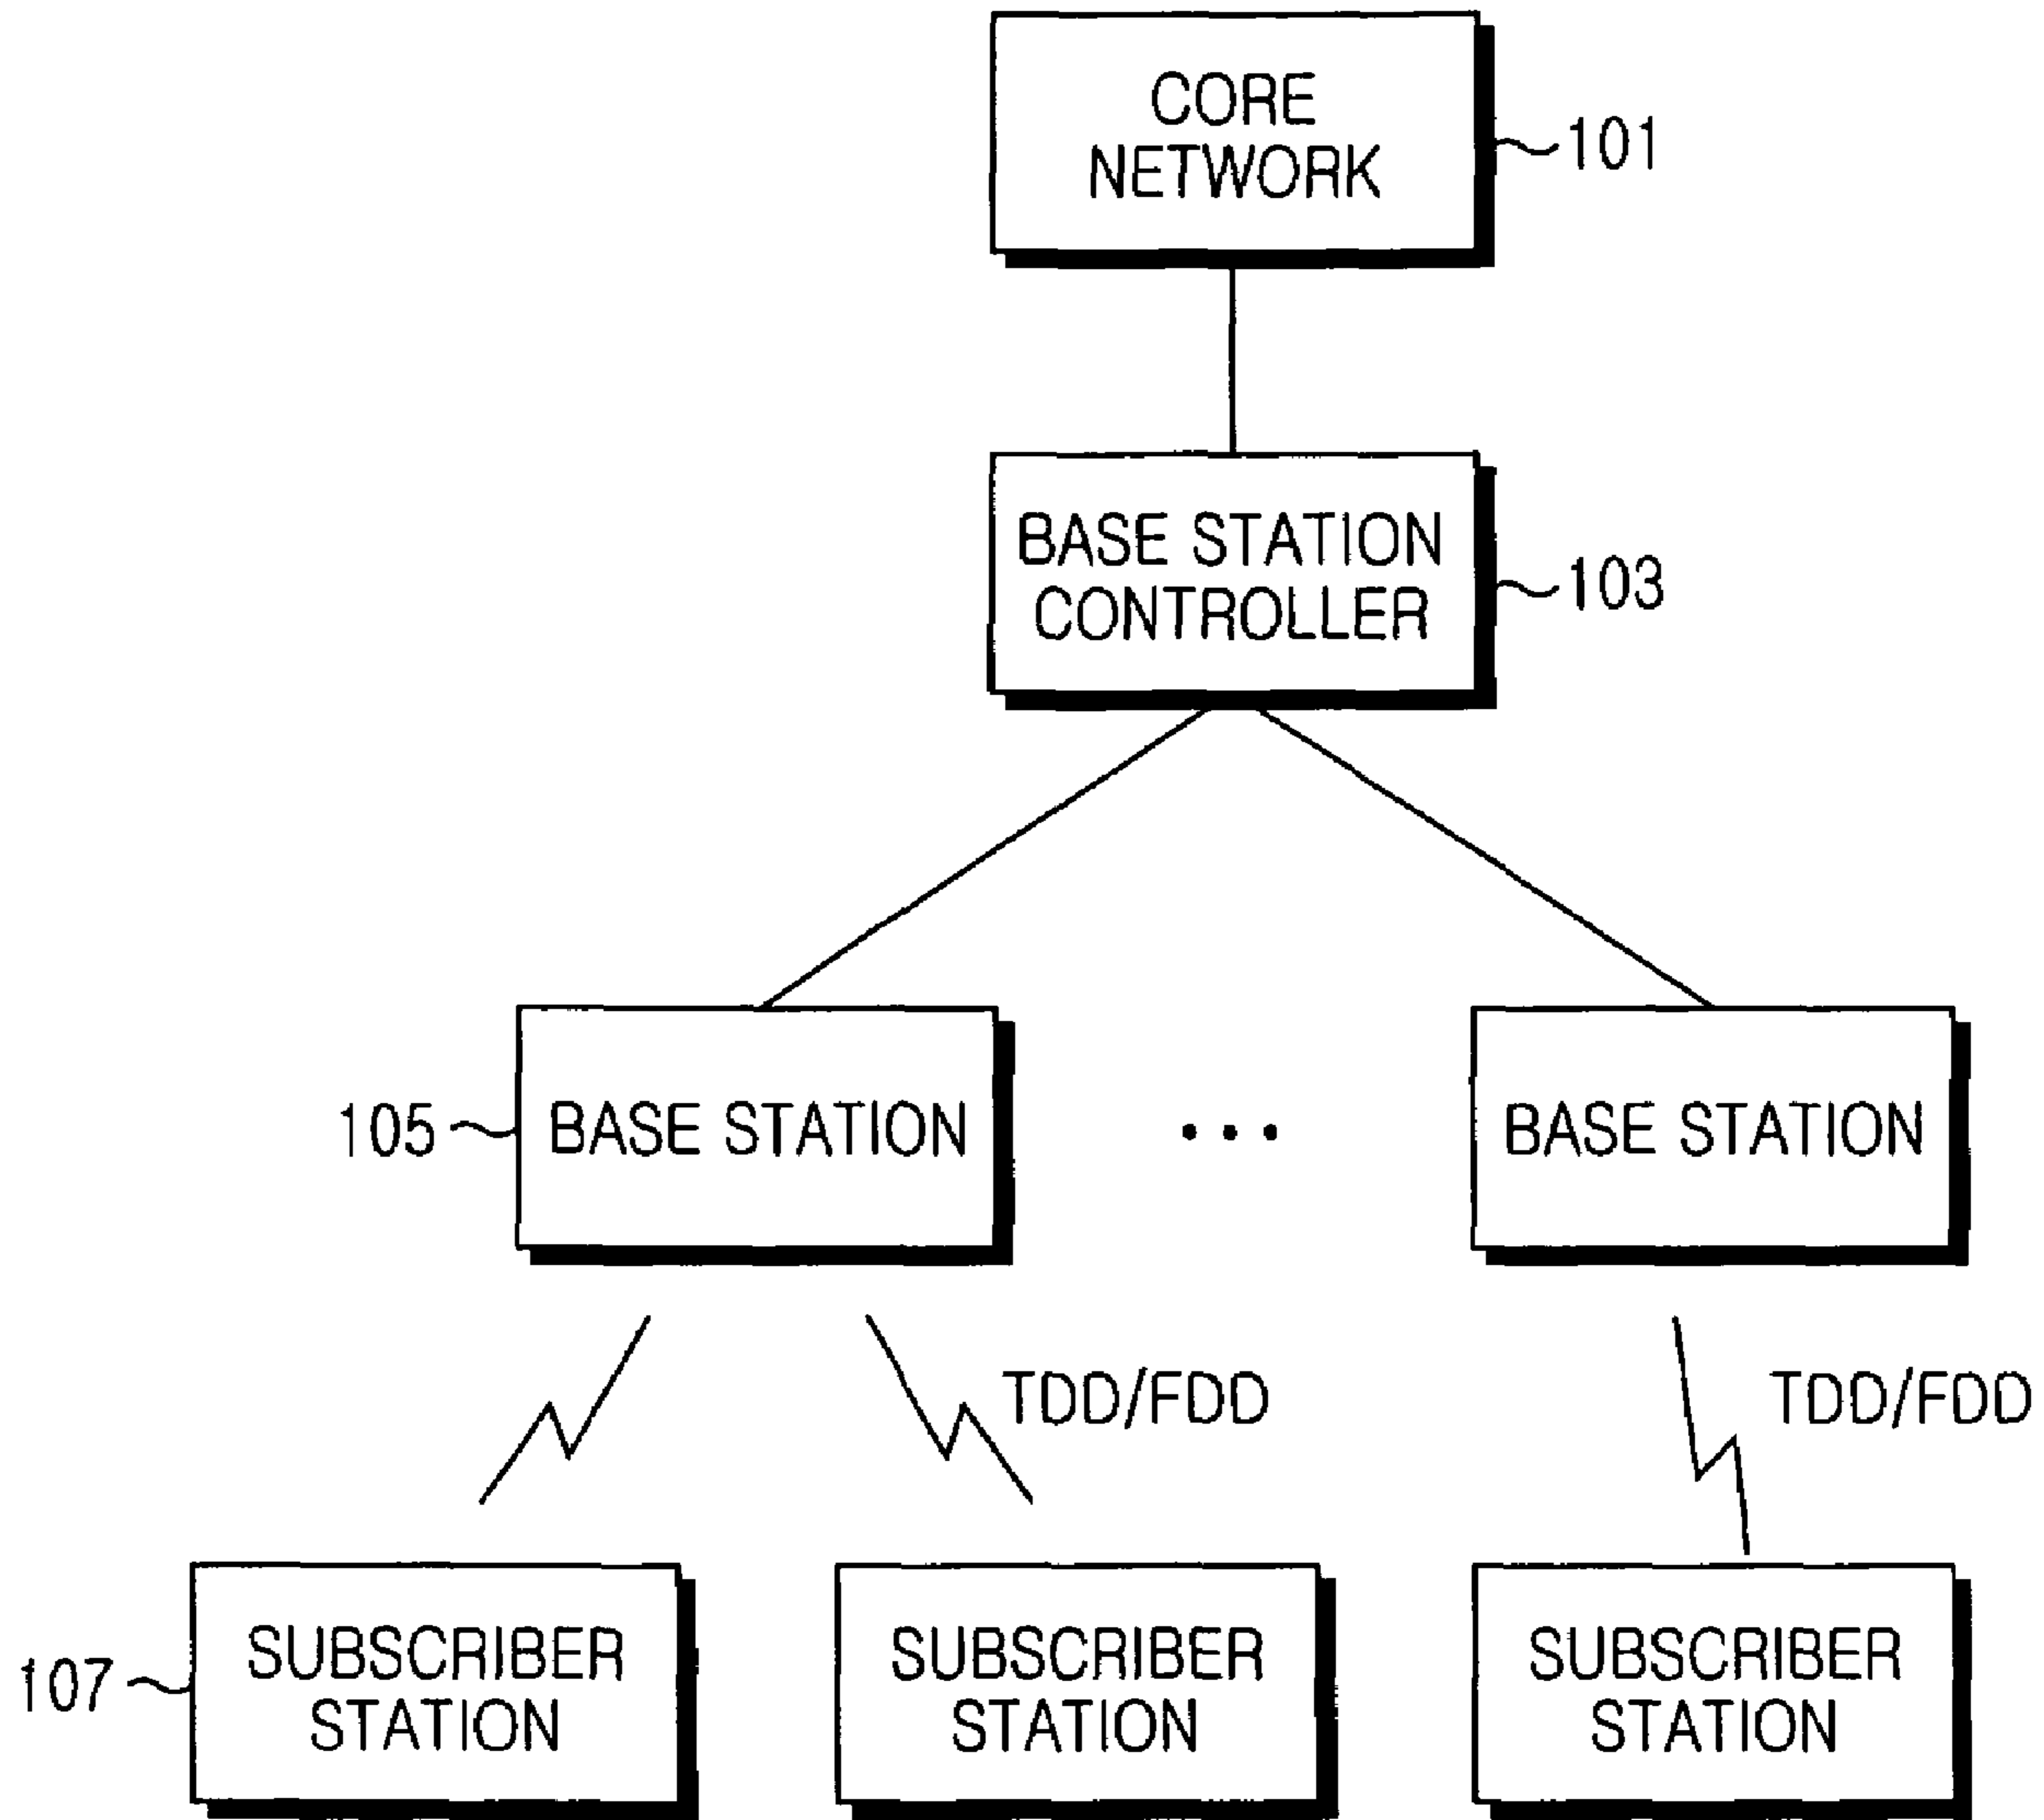 CORE
NETWORK
101
BASE STATION
CONTROLLER
103
105
BASE STATION
...
BASE STATION
TDD/FDD
TDD/FDD
107
SUBSCRIBER
STATION
SUBSCRIBER
STATION
SUBSCRIBER
STATION